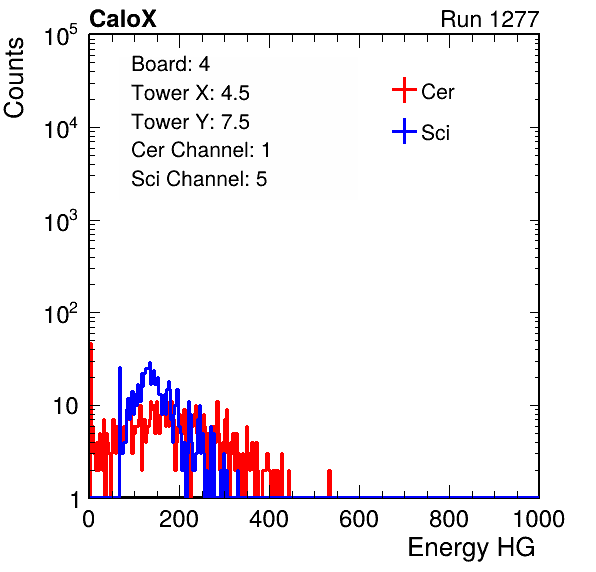 CaloX Run 1277
Counts
10^5
10^4
10^3
10^2
10
1
Board: 4
Tower X: 4.5
Tower Y: 7.5
Cer Channel: 1
Sci Channel: 5
Cer
Sci
0 200 400 600 800 1000
Energy HG